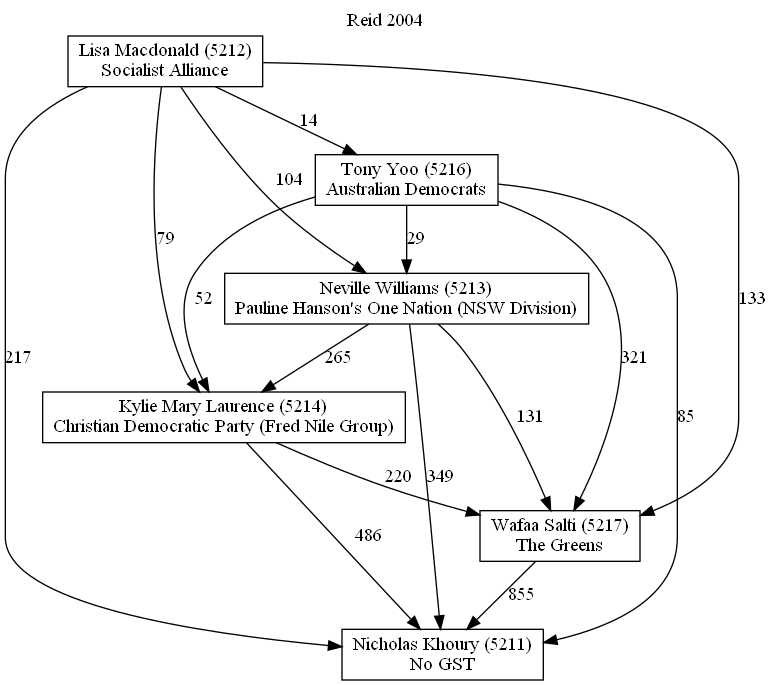 Reid 2004
Lisa Macdonald (5212)
Socialist Alliance
14
Tony Yoo (5216)
Australian Democrats
104
79
29
Neville Williams (5213)
Pauline Hanson's One Nation (NSW Division)
52
133
217
265
321
Kylie Mary Laurence (5214)
Christian Democratic Party (Fred Nile Group)
131
85
220
349
Wafaa Salti (5217)
The Greens
486
855
Nicholas Khoury (5211)
No GST